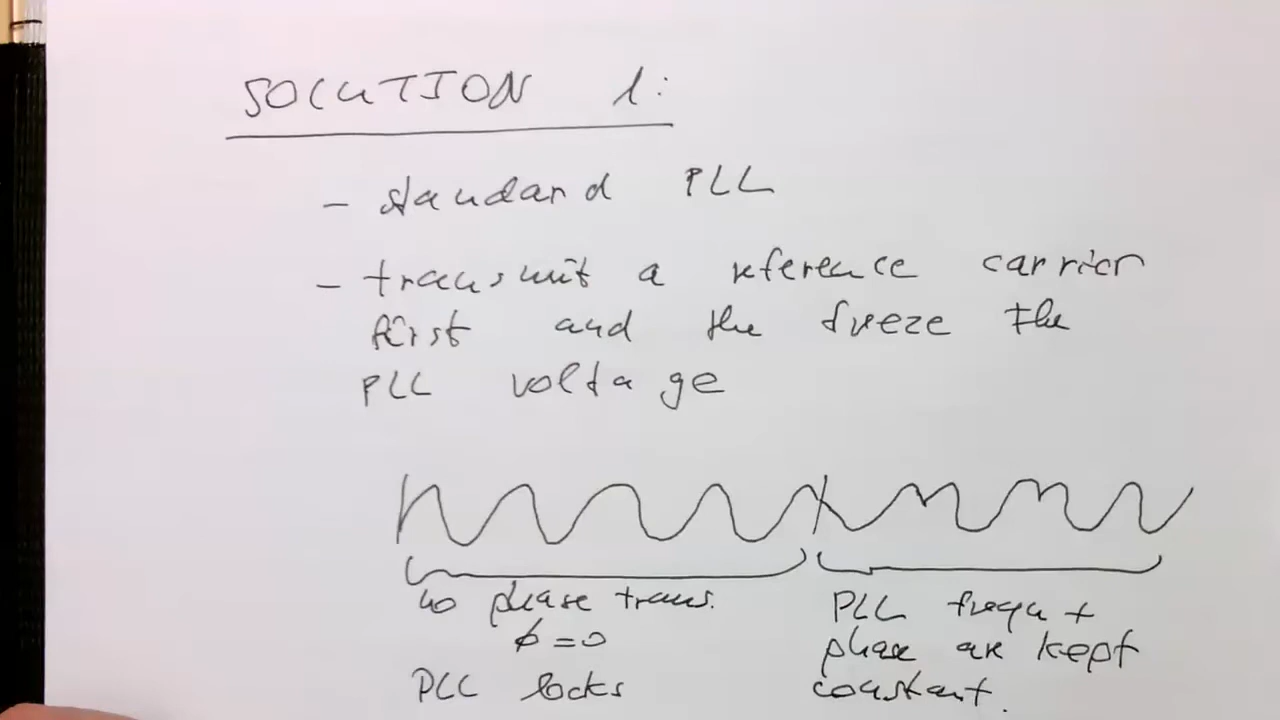 SOLUTION 1:
- standard PLL
- transmit a reference carrier
first and the freeze the
PLL voltage
no phase trans.
ϕ = 0
PLL locks
PLL frequ +
phase are kept
constant.